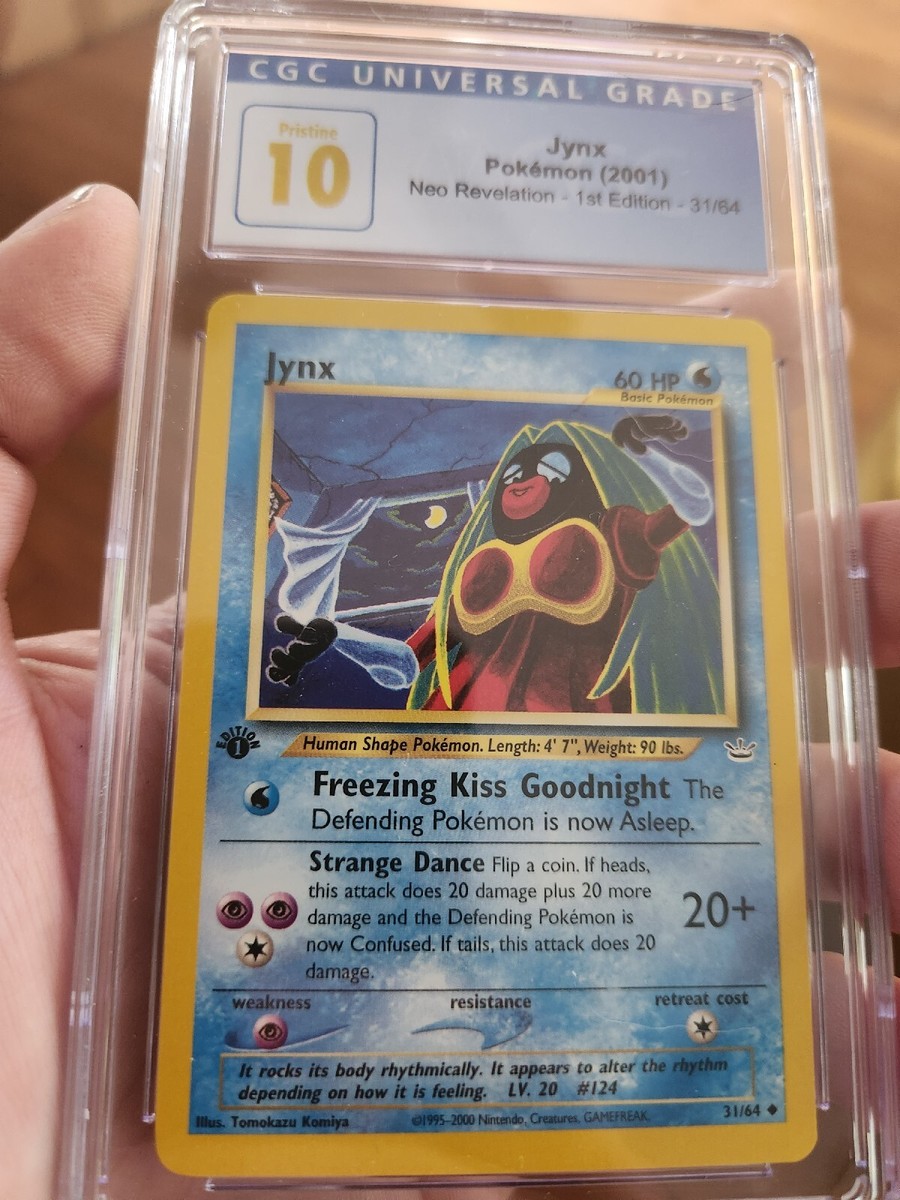 CGC UNIVERSAL GRADE
Pristine
10
Jynx
Pokémon (2001)
Neo Revelation - 1st Edition - 31/64
Jynx
60 HP
Basic Pokémon
EDITION
1
Human Shape Pokémon. Length: 4' 7", Weight: 90 lbs.
Freezing Kiss Goodnight The
Defending Pokémon is now Asleep.
Strange Dance Flip a coin. If heads,
this attack does 20 damage plus 20 more
damage and the Defending Pokémon is
now Confused. If tails, this attack does 20
damage.
20+
weakness
resistance
retreat cost
It rocks its body rhythmically. It appears to alter the rhythm
depending on how it is feeling. LV. 20 #124
Illus. Tomokazu Komiya
©1995-2000 Nintendo, Creatures, GAMEFREAK.
31/64